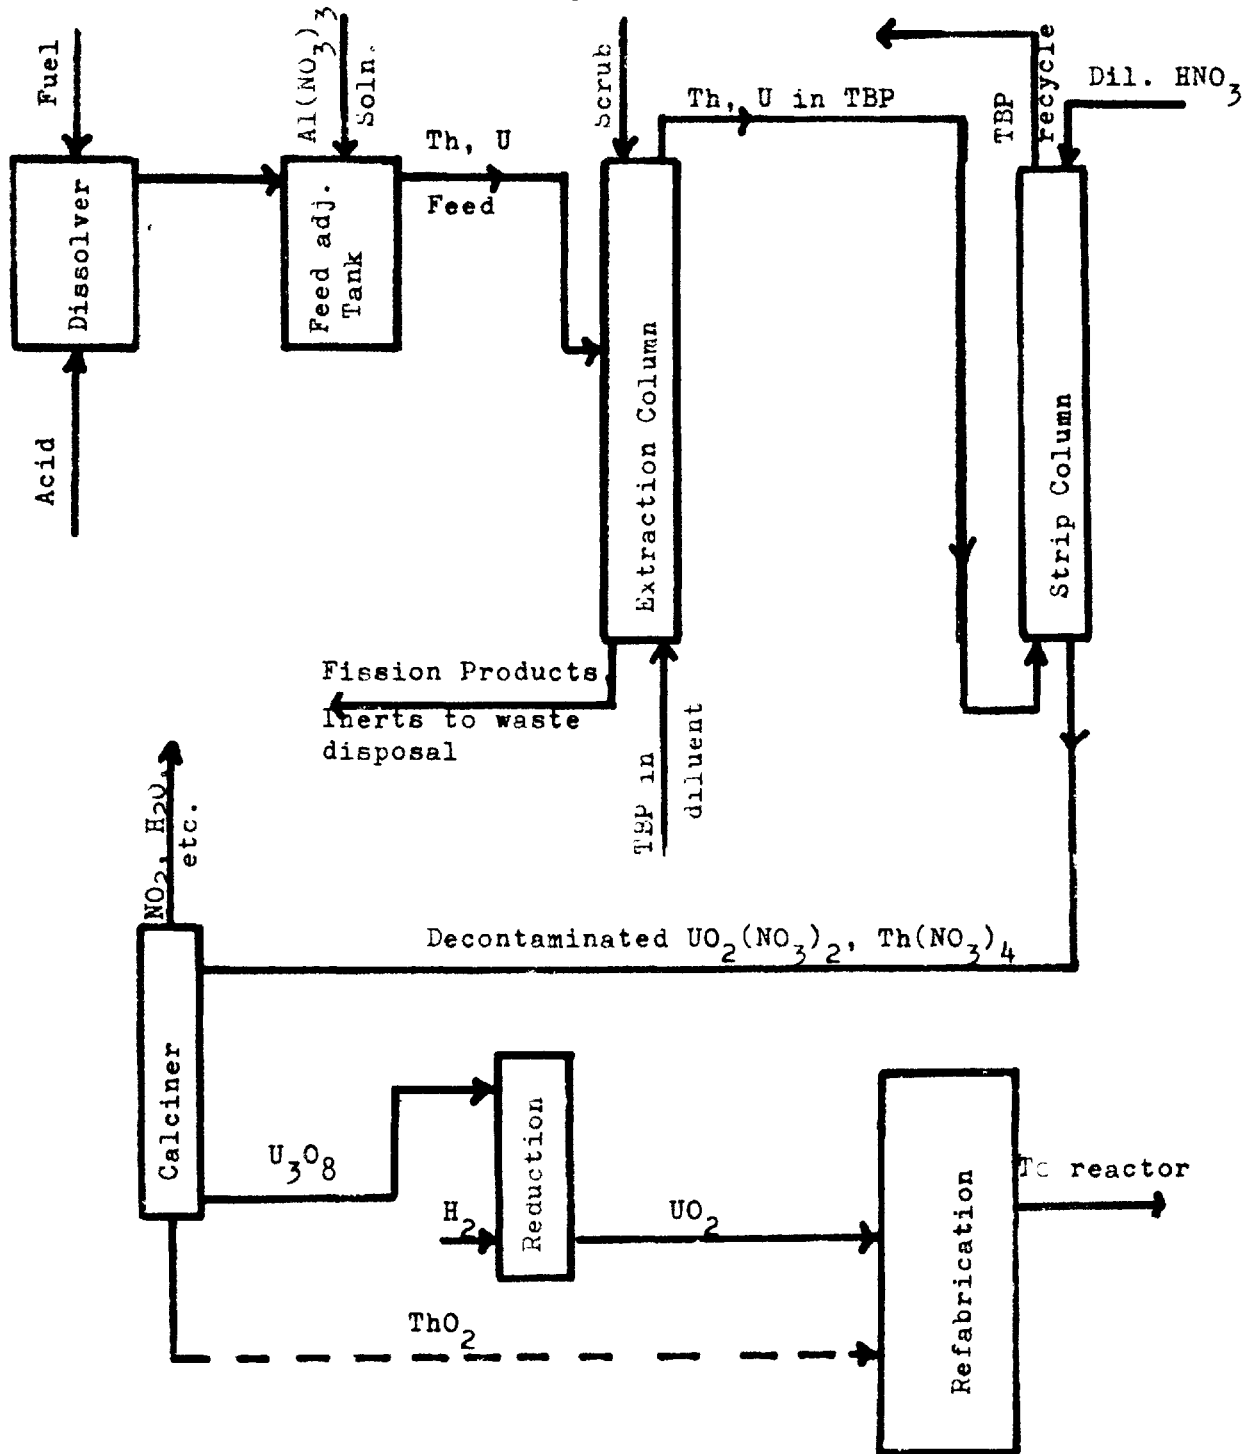 Fuel
Al(NO3)3
Soln.
Scrub
TBP
recycle
Dil. HNO3
Th, U in TBP
Th, U
Feed
Dissolver
Feed adj.
Tank
Acid
Extraction Column
Strip Column
Fission Products,
Inerts to waste
disposal
TBP in
diluent
NO2, H2O,
etc.
Decontaminated UO2(NO3)2, Th(NO3)4
Calciner
U3O8
H2
Reduction
UO2
Refabrication
To reactor
ThO2